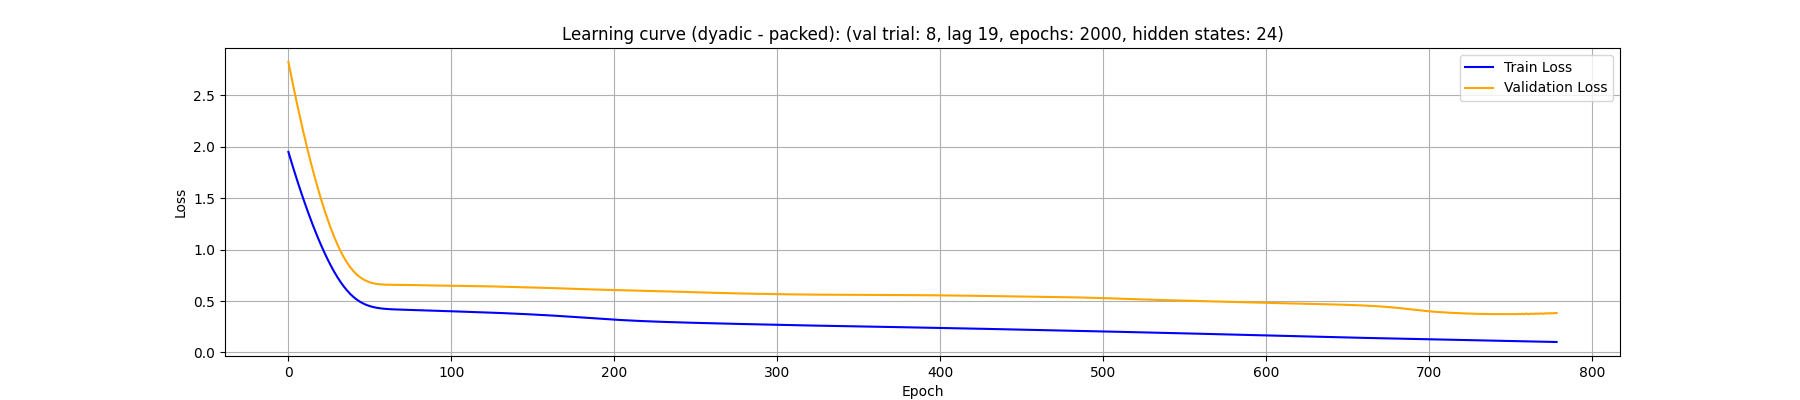 Learning curve (dyadic - packed): (val trial: 8, lag 19, epochs: 2000, hidden states: 24)
Train Loss
Validation Loss
2.5
2.0
1.5
1.0
0.5
0.0
Loss
0 100 200 300 400 500 600 700 800
Epoch